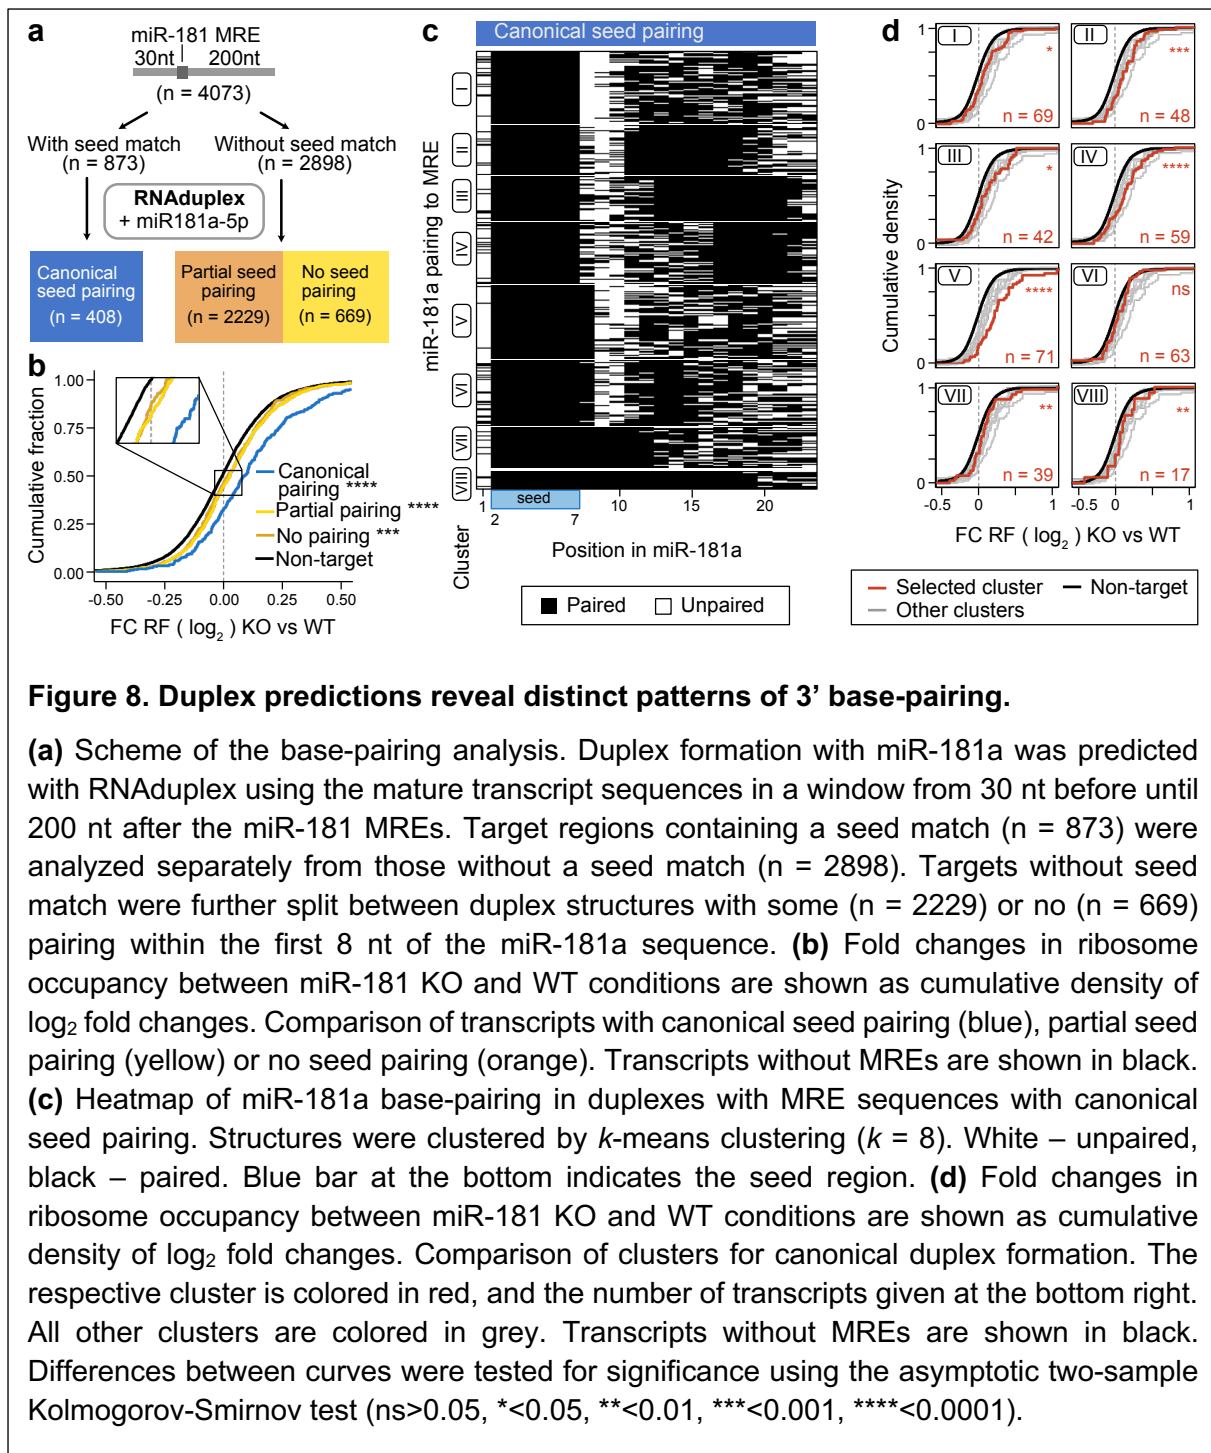 a
miR-181 MRE
30nt
200nt
(n = 4073)
With seed match
(n = 873)
Without seed match
(n = 2898)
RNAduplex
+ miR181a-5p
Canonical
seed pairing
(n = 408)
Partial seed
pairing
(n = 2229)
No seed
pairing
(n = 669)
b
Cumulative fraction
1.00
0.75
0.50
0.25
0.00
-0.50
-0.25
0.00
0.25
0.50
FC RF ( log2 ) KO vs WT
Canonical
pairing ****
Partial pairing ****
No pairing ***
Non-target
c
Canonical seed pairing
miR-181a pairing to MRE
I
II
III
IV
V
VI
VII
VIII
Cluster
seed
1
2
7
10
15
20
Position in miR-181a
Paired
Unpaired
d
Cumulative density
1
0
I
*
n = 69
II
***
n = 48
1
0
III
*
n = 42
IV
****
n = 59
1
0
V
****
n = 71
VI
ns
n = 63
1
0
VII
**
n = 39
VIII
**
n = 17
-0.5
0
1
-0.5
0
1
FC RF ( log2 ) KO vs WT
Selected cluster
Non-target
Other clusters
Figure 8. Duplex predictions reveal distinct patterns of 3’ base-pairing.
(a) Scheme of the base-pairing analysis. Duplex formation with miR-181a was predicted
with RNAduplex using the mature transcript sequences in a window from 30 nt before until
200 nt after the miR-181 MREs. Target regions containing a seed match (n = 873) were
analyzed separately from those without a seed match (n = 2898). Targets without seed
match were further split between duplex structures with some (n = 2229) or no (n = 669)
pairing within the first 8 nt of the miR-181a sequence. (b) Fold changes in ribosome
occupancy between miR-181 KO and WT conditions are shown as cumulative density of
log2 fold changes. Comparison of transcripts with canonical seed pairing (blue), partial seed
pairing (yellow) or no seed pairing (orange). Transcripts without MREs are shown in black.
(c) Heatmap of miR-181a base-pairing in duplexes with MRE sequences with canonical
seed pairing. Structures were clustered by k-means clustering (k = 8). White – unpaired,
black – paired. Blue bar at the bottom indicates the seed region. (d) Fold changes in
ribosome occupancy between miR-181 KO and WT conditions are shown as cumulative
density of log2 fold changes. Comparison of clusters for canonical duplex formation. The
respective cluster is colored in red, and the number of transcripts given at the bottom right.
All other clusters are colored in grey. Transcripts without MREs are shown in black.
Differences between curves were tested for significance using the asymptotic two-sample
Kolmogorov-Smirnov test (ns>0.05, *<0.05, **<0.01, ***<0.001, ****<0.0001).